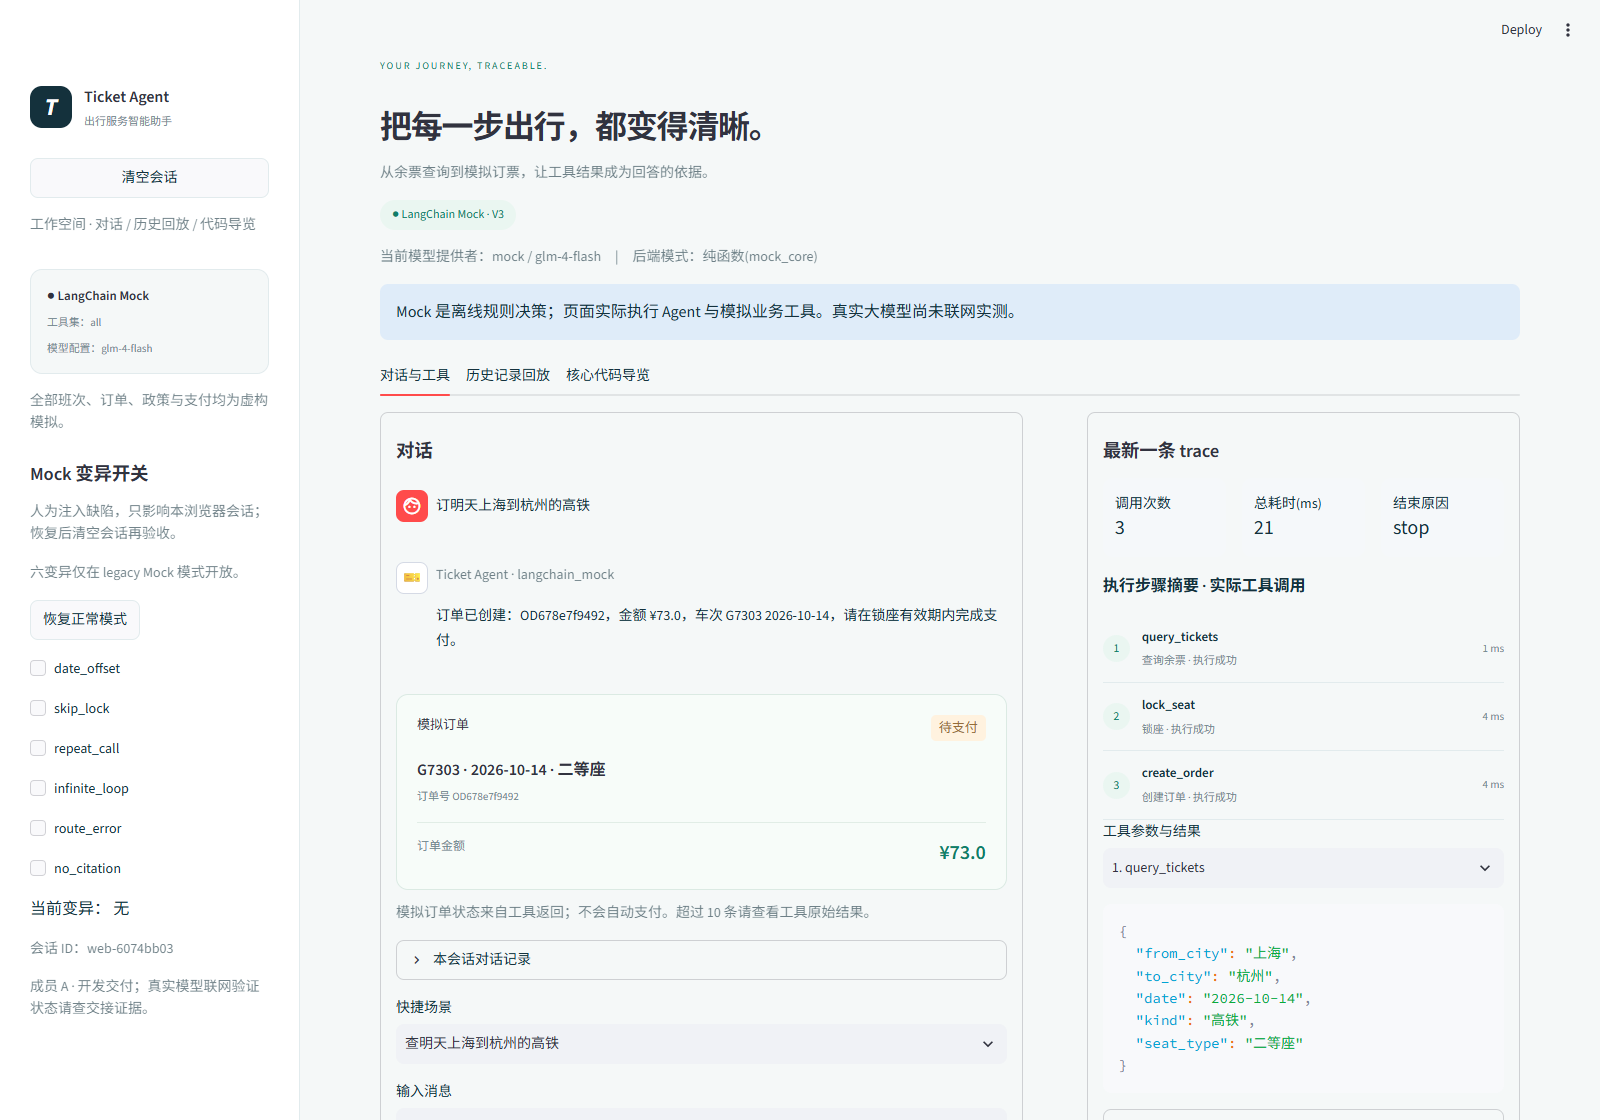 Deploy
T
Ticket Agent
出行服务智能助手
清空会话
工作空间 · 对话 / 历史回放 / 代码导览
● LangChain Mock
工具集：all
模型配置：glm-4-flash
全部班次、订单、政策与支付均为虚构
模拟。
Mock 变异开关
人为注入缺陷，只影响本浏览器会话；
恢复后清空会话再验收。
六变异仅在 legacy Mock 模式开放。
恢复正常模式
date_offset
skip_lock
repeat_call
infinite_loop
route_error
no_citation
当前变异： 无
会话 ID：web-6074bb03
成员 A · 开发交付；真实模型联网验证
状态请查交接证据。
YOUR JOURNEY, TRACEABLE.
把每一步出行，都变得清晰。
从余票查询到模拟订票，让工具结果成为回答的依据。
● LangChain Mock · V3
当前模型提供者：mock / glm-4-flash ｜ 后端模式：纯函数(mock_core)
Mock 是离线规则决策；页面实际执行 Agent 与模拟业务工具。真实大模型尚未联网实测。
对话与工具 历史记录回放 核心代码导览
对话
订明天上海到杭州的高铁
Ticket Agent · langchain_mock
订单已创建：OD678e7f9492，金额 ¥73.0，车次 G7303 2026-10-14，请在锁座有效期内完成支
付。
模拟订单
待支付
G7303 · 2026-10-14 · 二等座
订单号 OD678e7f9492
订单金额
¥73.0
模拟订单状态来自工具返回；不会自动支付。超过 10 条请查看工具原始结果。
本会话对话记录
快捷场景
查明天上海到杭州的高铁
输入消息
最新一条 trace
调用次数 总耗时(ms) 结束原因
3 21 stop
执行步骤摘要 · 实际工具调用
1 query_tickets 1 ms
查询余票 · 执行成功
2 lock_seat 4 ms
锁座 · 执行成功
3 create_order 4 ms
创建订单 · 执行成功
工具参数与结果
1. query_tickets
{
"from_city": "上海",
"to_city": "杭州",
"date": "2026-10-14",
"kind": "高铁",
"seat_type": "二等座"
}